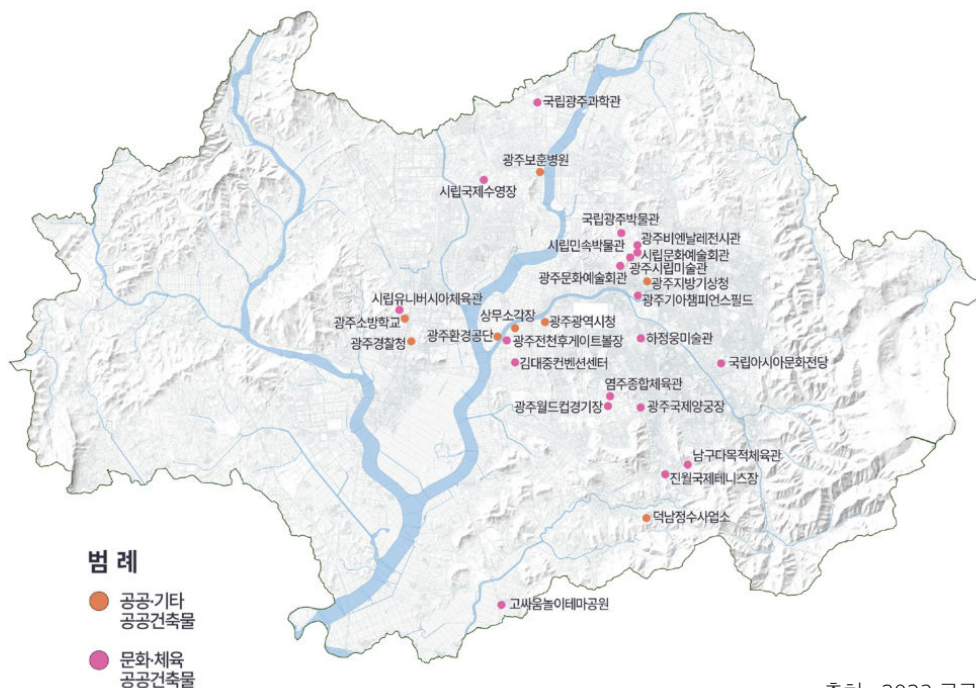 국립광주과학관
광주보훈병원
시립국제수영장
국립광주박물관
광주비엔날레전시관
시립민속박물관
시립문화예술회관
광주시립미술관
광주문화예술회관
광주지방기상청
광주기아챔피언스필드
시립유니버시아체육관
상무소각장
광주소방학교
광주광역시청
광주환경공단
광주전천후게이트볼장
광주경찰청
하정웅미술관
김대중컨벤션센터
국립아시아문화전당
염주종합체육관
광주월드컵경기장
광주국제양궁장
남구다목적체육관
진월국제테니스장
덕남정수사업소
고싸움놀이테마공원
범 례
공공·기타
공공건축물
문화·체육
공공건축물